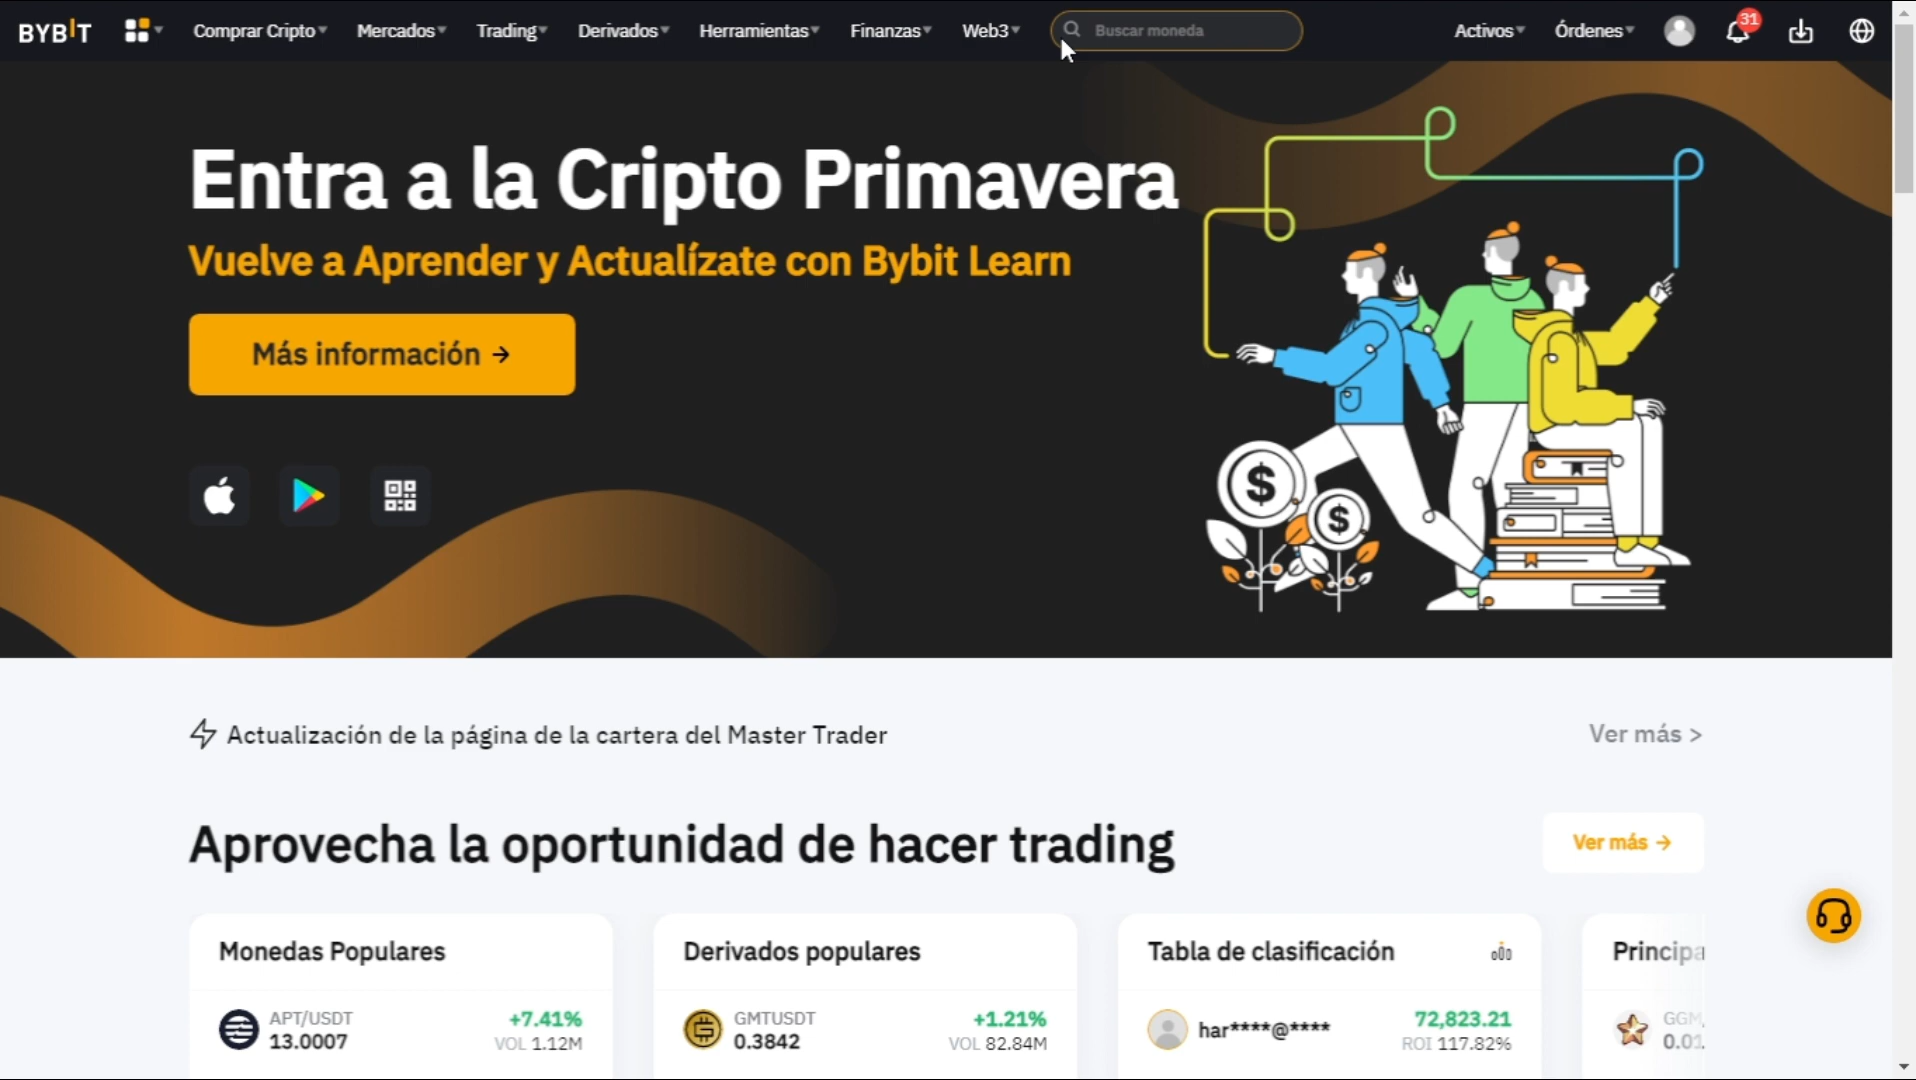 BYBIT
Comprar Cripto
Mercados
Trading
Derivados
Herramientas
Finanzas
Web3
Buscar moneda
Activos
Órdenes
31
Entra a la Cripto Primavera
Vuelve a Aprender y Actualízate con Bybit Learn
Más información →
$
$
Actualización de la página de la cartera del Master Trader
Ver más >
Aprovecha la oportunidad de hacer trading
Ver más →
Monedas Populares
APT/USDT
13.0007
+7.41%
VOL 1.12M
Derivados populares
GMTUSDT
0.3842
+1.21%
VOL 82.84M
Tabla de clasificación
har****@****
72,823.21
ROI 117.82%
Principa
GGM
0.01